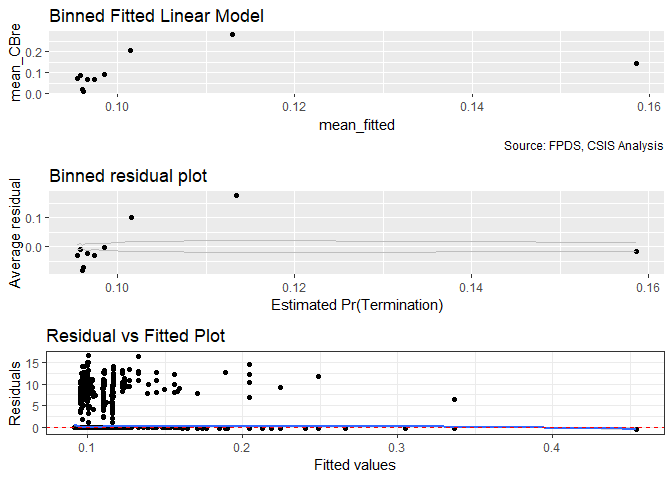 Binned Fitted Linear Model
mean_CBre
0.2
0.1
0.0
0.10 0.12 0.14 0.16
mean_fitted
Source: FPDS, CSIS Analysis
Binned residual plot
Average residual
0.1
0.0
0.10 0.12 0.14 0.16
Estimated Pr(Termination)
Residual vs Fitted Plot
Residuals
15
10
5
0
0.1 0.2 0.3 0.4
Fitted values